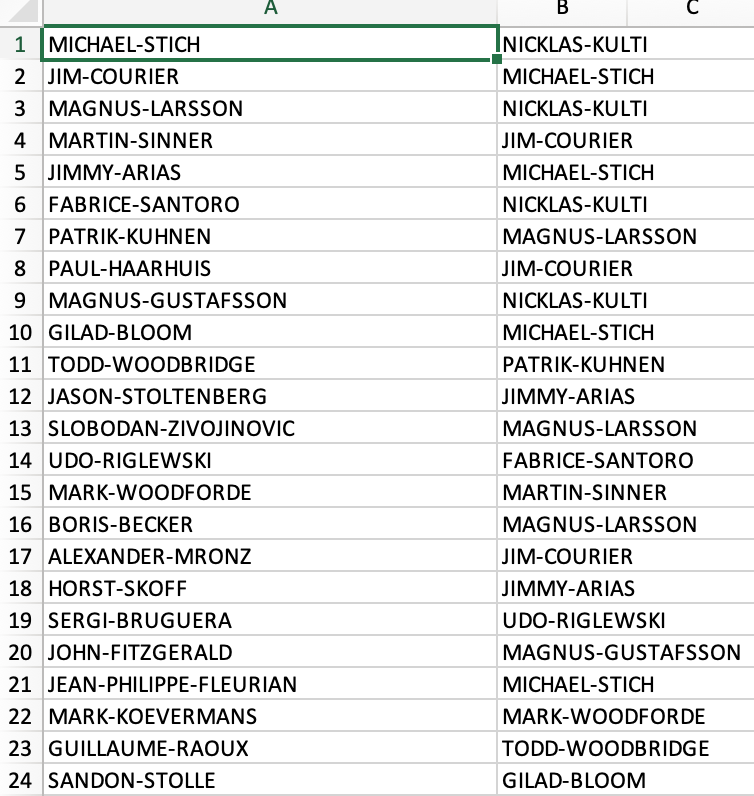 A B C
1 MICHAEL-STICH NICKLAS-KULTI
2 JIM-COURIER MICHAEL-STICH
3 MAGNUS-LARSSON NICKLAS-KULTI
4 MARTIN-SINNER JIM-COURIER
5 JIMMY-ARIAS MICHAEL-STICH
6 FABRICE-SANTORO NICKLAS-KULTI
7 PATRIK-KUHNEN MAGNUS-LARSSON
8 PAUL-HAARHUIS JIM-COURIER
9 MAGNUS-GUSTAFSSON NICKLAS-KULTI
10 GILAD-BLOOM MICHAEL-STICH
11 TODD-WOODBRIDGE PATRIK-KUHNEN
12 JASON-STOLTENBERG JIMMY-ARIAS
13 SLOBODAN-ZIVOJINOVIC MAGNUS-LARSSON
14 UDO-RIGLEWSKI FABRICE-SANTORO
15 MARK-WOODFORDE MARTIN-SINNER
16 BORIS-BECKER MAGNUS-LARSSON
17 ALEXANDER-MRONZ JIM-COURIER
18 HORST-SKOFF JIMMY-ARIAS
19 SERGI-BRUGUERA UDO-RIGLEWSKI
20 JOHN-FITZGERALD MAGNUS-GUSTAFSSON
21 JEAN-PHILIPPE-FLEURIAN MICHAEL-STICH
22 MARK-KOEVERMANS MARK-WOODFORDE
23 GUILLAUME-RAOUX TODD-WOODBRIDGE
24 SANDON-STOLLE GILAD-BLOOM